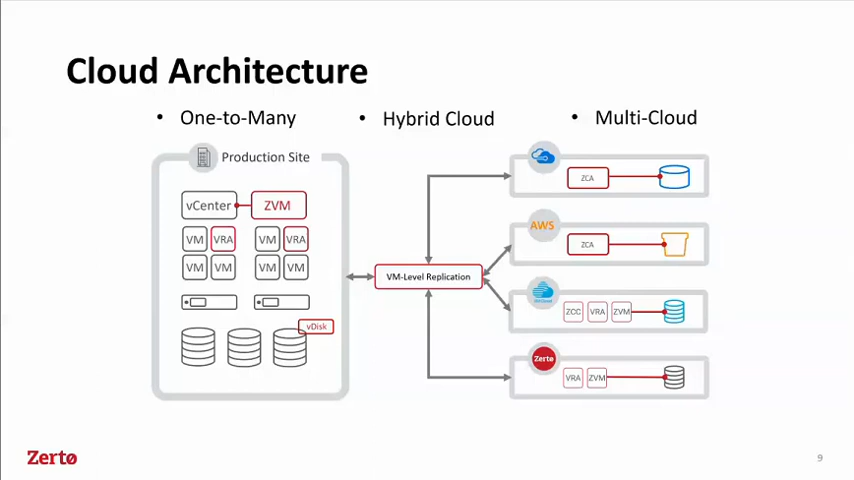 Cloud Architecture
• One-to-Many
• Hybrid Cloud
• Multi-Cloud
Production Site
vCenter
ZVM
VM
VRA
VM
VRA
VM
VM
VM
VM
vDisk
VM-Level Replication
ZCA
AWS
ZCA
ZCC
VRA
ZVM
Zerto
VRA
ZVM
Zerto
9